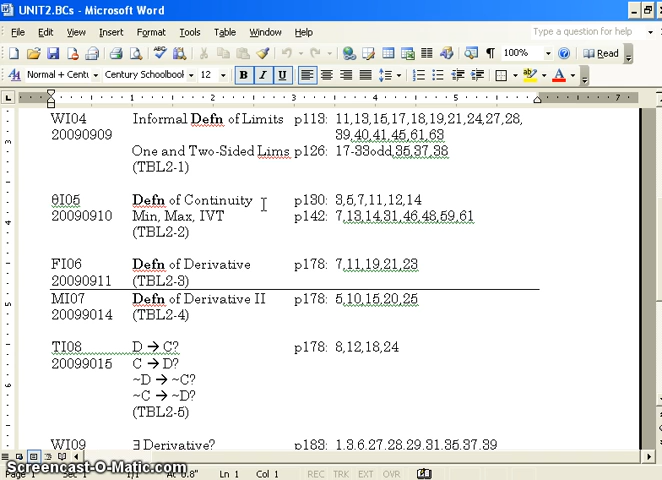 UNIT2.BCs - Microsoft Word
File Edit View Insert Format Tools Table Window Help Type a question for help
100% Read
Normal + Centu Century Schoolbook 12 B I U
3 4 5 7
WI04 Informal Defn of Limits p113: 11,13,15,17,18,19,21,24,27,28,
20090909 39,40,41,45,61,63
One and Two-Sided Lims p126: 17-33odd,35,37,38
(TBL2-1)
θI05 Defn of Continuity p130: 3,5,7,11,12,14
20090910 Min, Max, IVT p142: 7,13,14,31,46,48,59,61
(TBL2-2)
FI06 Defn of Derivative p178: 7,11,19,21,23
20090911 (TBL2-3)
MI07 Defn of Derivative II p178: 5,10,15,20,25
20099014 (TBL2-4)
TI08 D → C? p178: 8,12,18,24
20099015 C → D?
~D → ~C?
~C → ~D?
(TBL2-5)
WI09 ∃ Derivative? p183: 1,3,6,27,28,29,31,35,37,39
Screencast-O-Matic.com
Page 1 Sec 1 1/1 At 0.8" Ln 1 Col 1 REC TRK EXT OVR